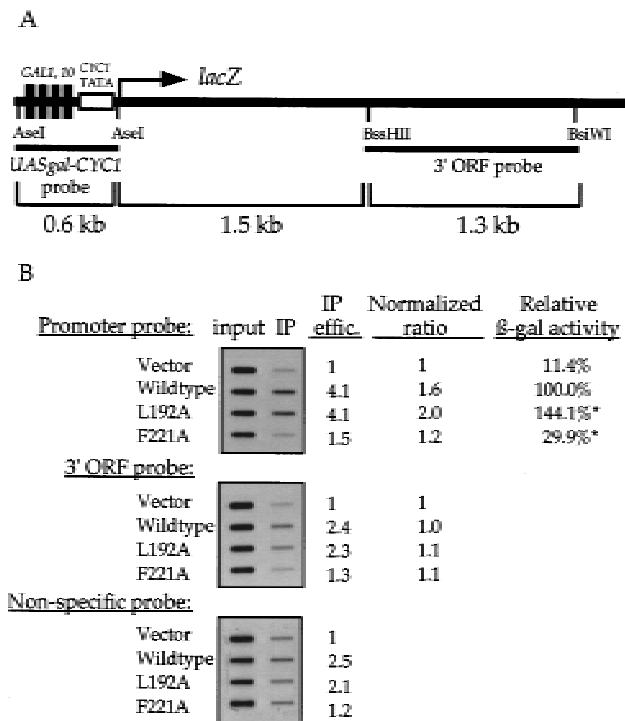 A
GAL1, 10
CYC1
TATA
lacZ
AseI
AseI
BssHII
BsiWI
UASgal-CYC1
probe
3' ORF probe
0.6 kb
1.5 kb
1.3 kb
B
Promoter probe: input IP IP effic. Normalized ratio Relative ß-gal activity
Vector 1 1 11.4%
Wildtype 4.1 1.6 100.0%
L192A 4.1 2.0 144.1%*
F221A 1.5 1.2 29.9%*
3' ORF probe:
Vector 1 1
Wildtype 2.4 1.0
L192A 2.3 1.1
F221A 1.3 1.1
Non-specific probe:
Vector 1
Wildtype 2.5
L192A 2.1
F221A 1.2